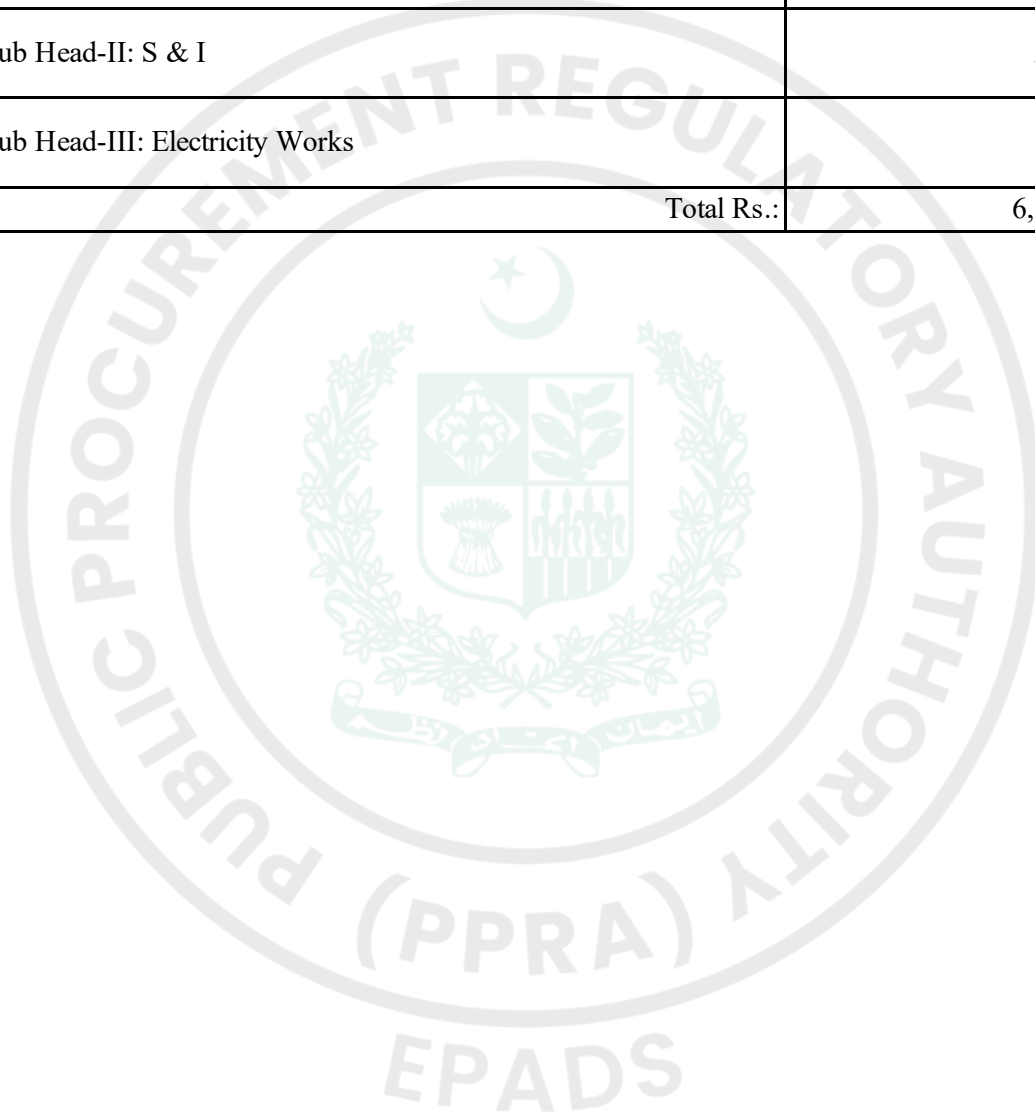 ub Head-II: S & I
ub Head-III: Electricity Works
Total Rs.: 6,
PUBLIC PROCUREMENT REGULATORY AUTHORITY
(PPRA)
EPADS